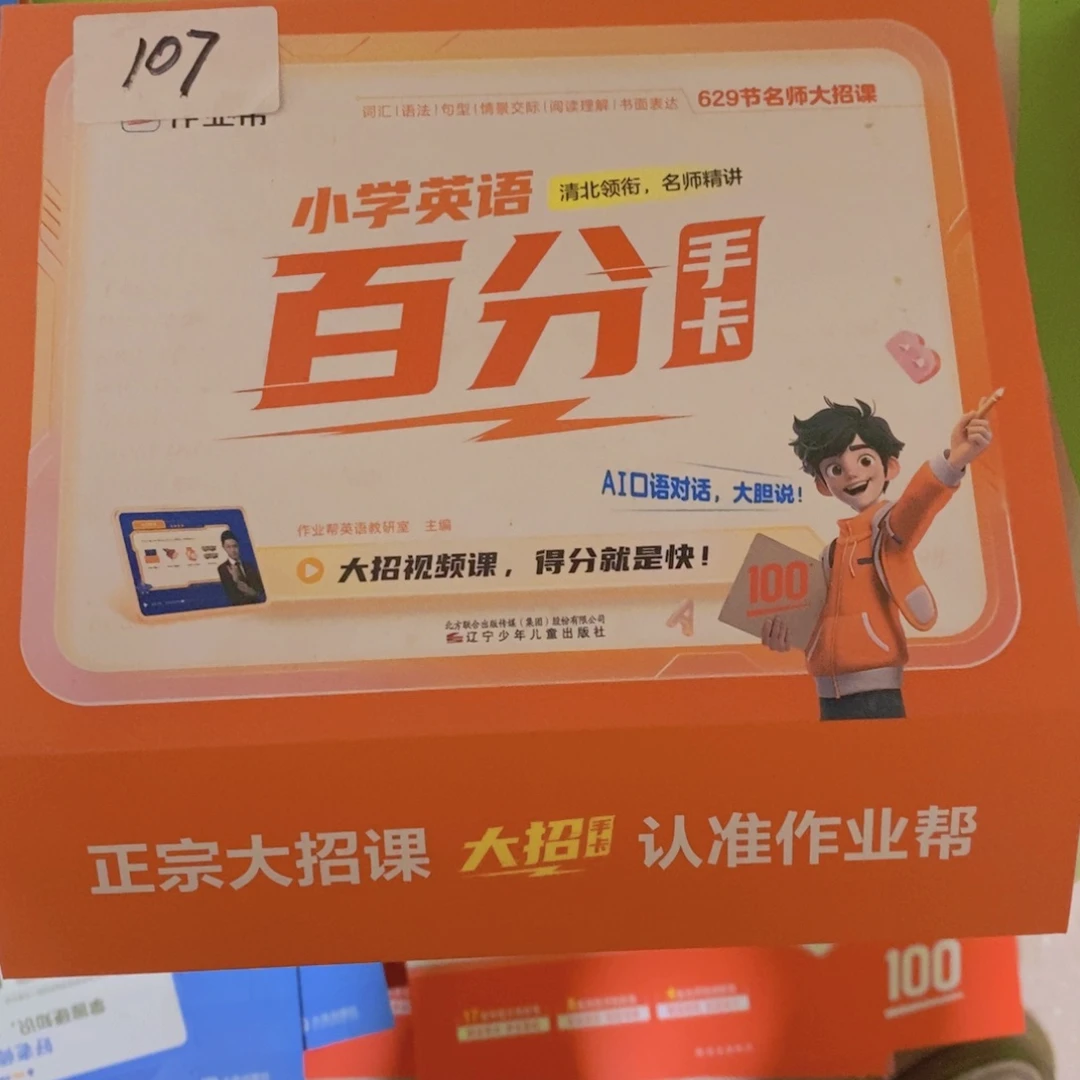 107
作业帮
词汇|语法|句型|情景交际|阅读理解|书面表达 629节名师大招课
小学英语 清北领衔，名师精讲
百分手卡
B
AI口语对话，大胆说！
作业帮英语教研室 主编
大招视频课，得分就是快！
100
A
北方联合出版传媒（集团）股份有限公司
辽宁少年儿童出版社
正宗大招课 大招手卡 认准作业帮
100